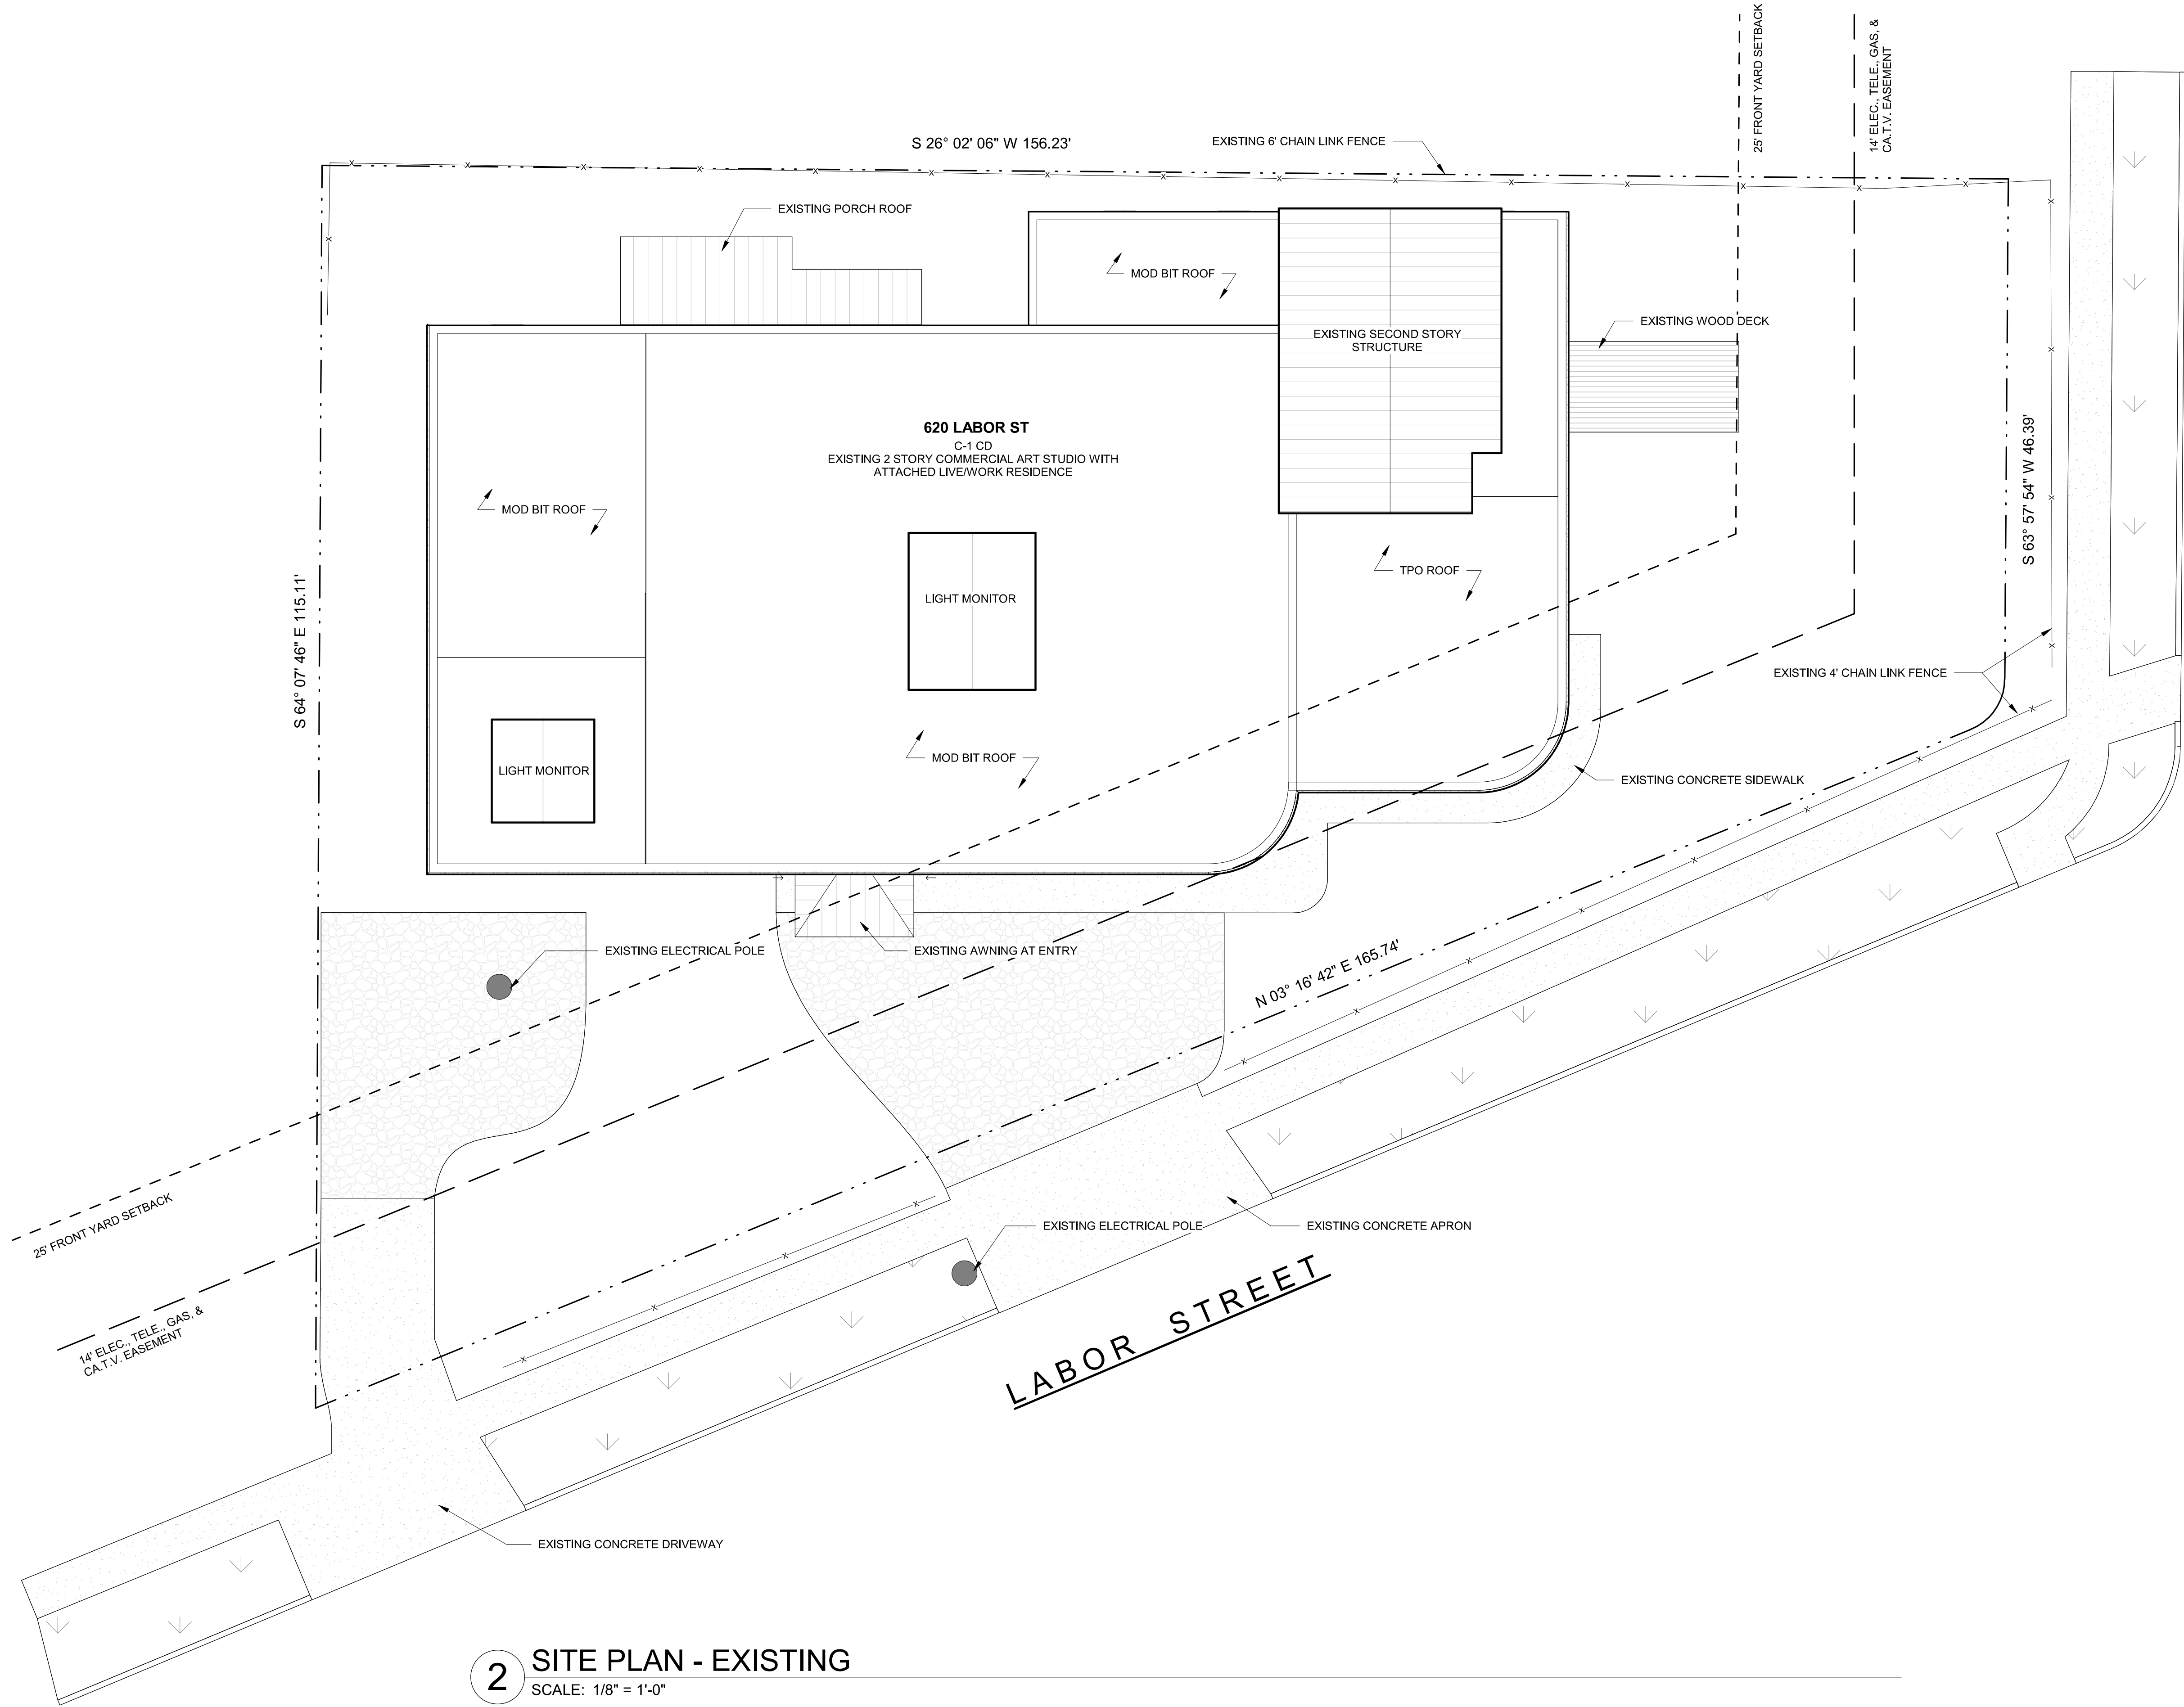 25' FRONT YARD SETBACK
14' ELEC., TELE., GAS, &
CA.T.V. EASEMENT
S 26° 02' 06" W 156.23'
EXISTING 6' CHAIN LINK FENCE
EXISTING PORCH ROOF
MOD BIT ROOF
EXISTING SECOND STORY
STRUCTURE
EXISTING WOOD DECK
620 LABOR ST
C-1 CD
EXISTING 2 STORY COMMERCIAL ART STUDIO WITH
ATTACHED LIVE/WORK RESIDENCE
S 63° 57' 54" W 46.39'
MOD BIT ROOF
TPO ROOF
LIGHT MONITOR
S 64° 07' 46" E 115.11'
EXISTING 4' CHAIN LINK FENCE
LIGHT MONITOR
MOD BIT ROOF
EXISTING CONCRETE SIDEWALK
EXISTING ELECTRICAL POLE
EXISTING AWNING AT ENTRY
N 03° 16' 42" E 165.74'
25' FRONT YARD SETBACK
EXISTING ELECTRICAL POLE
EXISTING CONCRETE APRON
14' ELEC., TELE., GAS, &
CA.T.V. EASEMENT
LABOR STREET
EXISTING CONCRETE DRIVEWAY
2 SITE PLAN - EXISTING
SCALE: 1/8" = 1'-0"